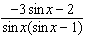 −3 sin x − 2
sin x(sin x − 1)